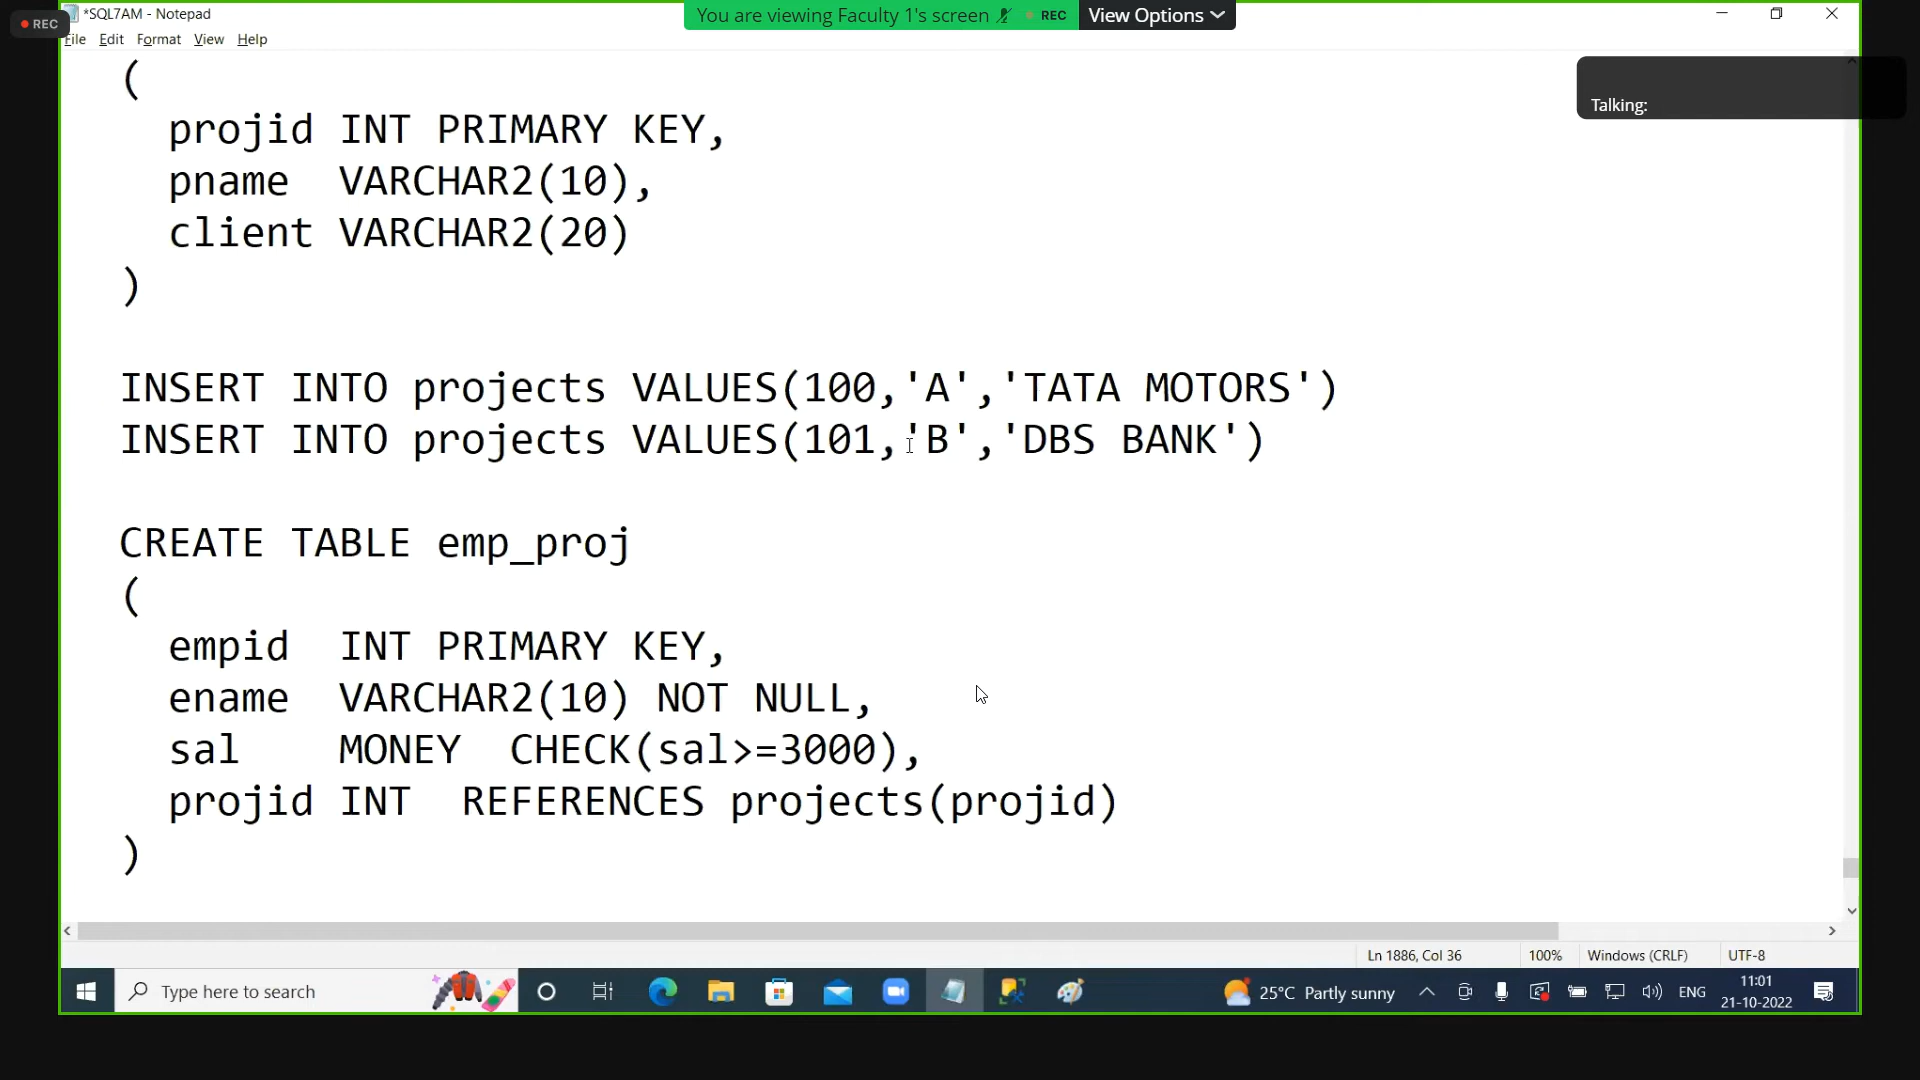 REC
*SQL7AM - Notepad
You are viewing Faculty 1's screen REC View Options
File Edit Format View Help
Talking:
(
projid INT PRIMARY KEY,
pname VARCHAR2(10),
client VARCHAR2(20)
)
INSERT INTO projects VALUES(100,'A','TATA MOTORS')
INSERT INTO projects VALUES(101,'B','DBS BANK')
CREATE TABLE emp_proj
(
empid INT PRIMARY KEY,
ename VARCHAR2(10) NOT NULL,
sal MONEY CHECK(sal>=3000),
projid INT REFERENCES projects(projid)
)
Ln 1886, Col 36 100% Windows (CRLF) UTF-8
Type here to search
25°C Partly sunny
ENG
11:01
21-10-2022